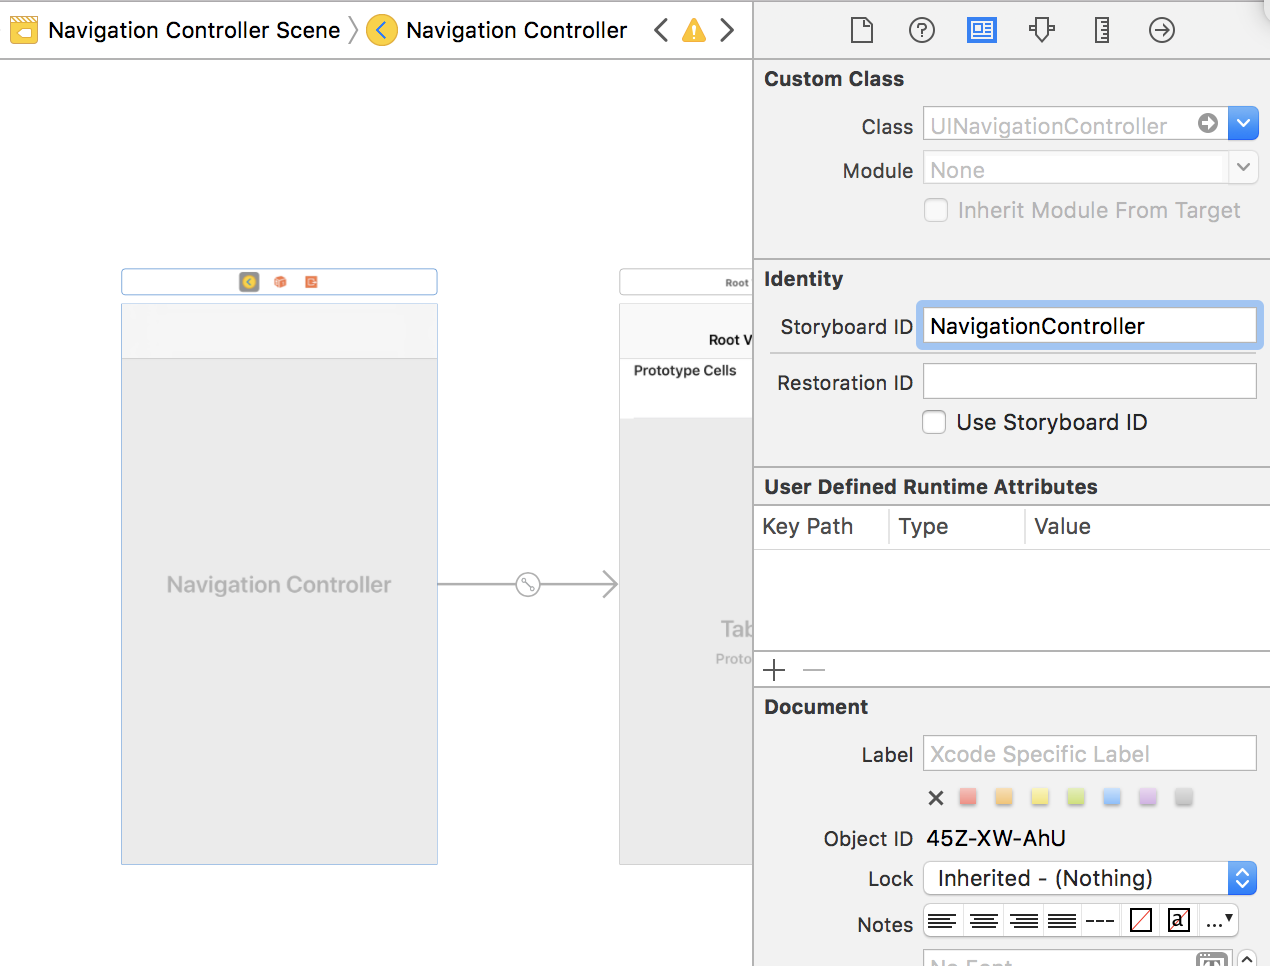 Navigation Controller Scene
Navigation Controller
Custom Class
Class UINavigationController
Module None
Inherit Module From Target
Identity
Storyboard ID NavigationController
Restoration ID
Use Storyboard ID
User Defined Runtime Attributes
Key Path Type Value
Document
Label Xcode Specific Label
Object ID 45Z-XW-AhU
Lock Inherited - (Nothing)
Notes
a
...
No Font
T
Root
Root V
Prototype Cells
Navigation Controller
Tab
Proto